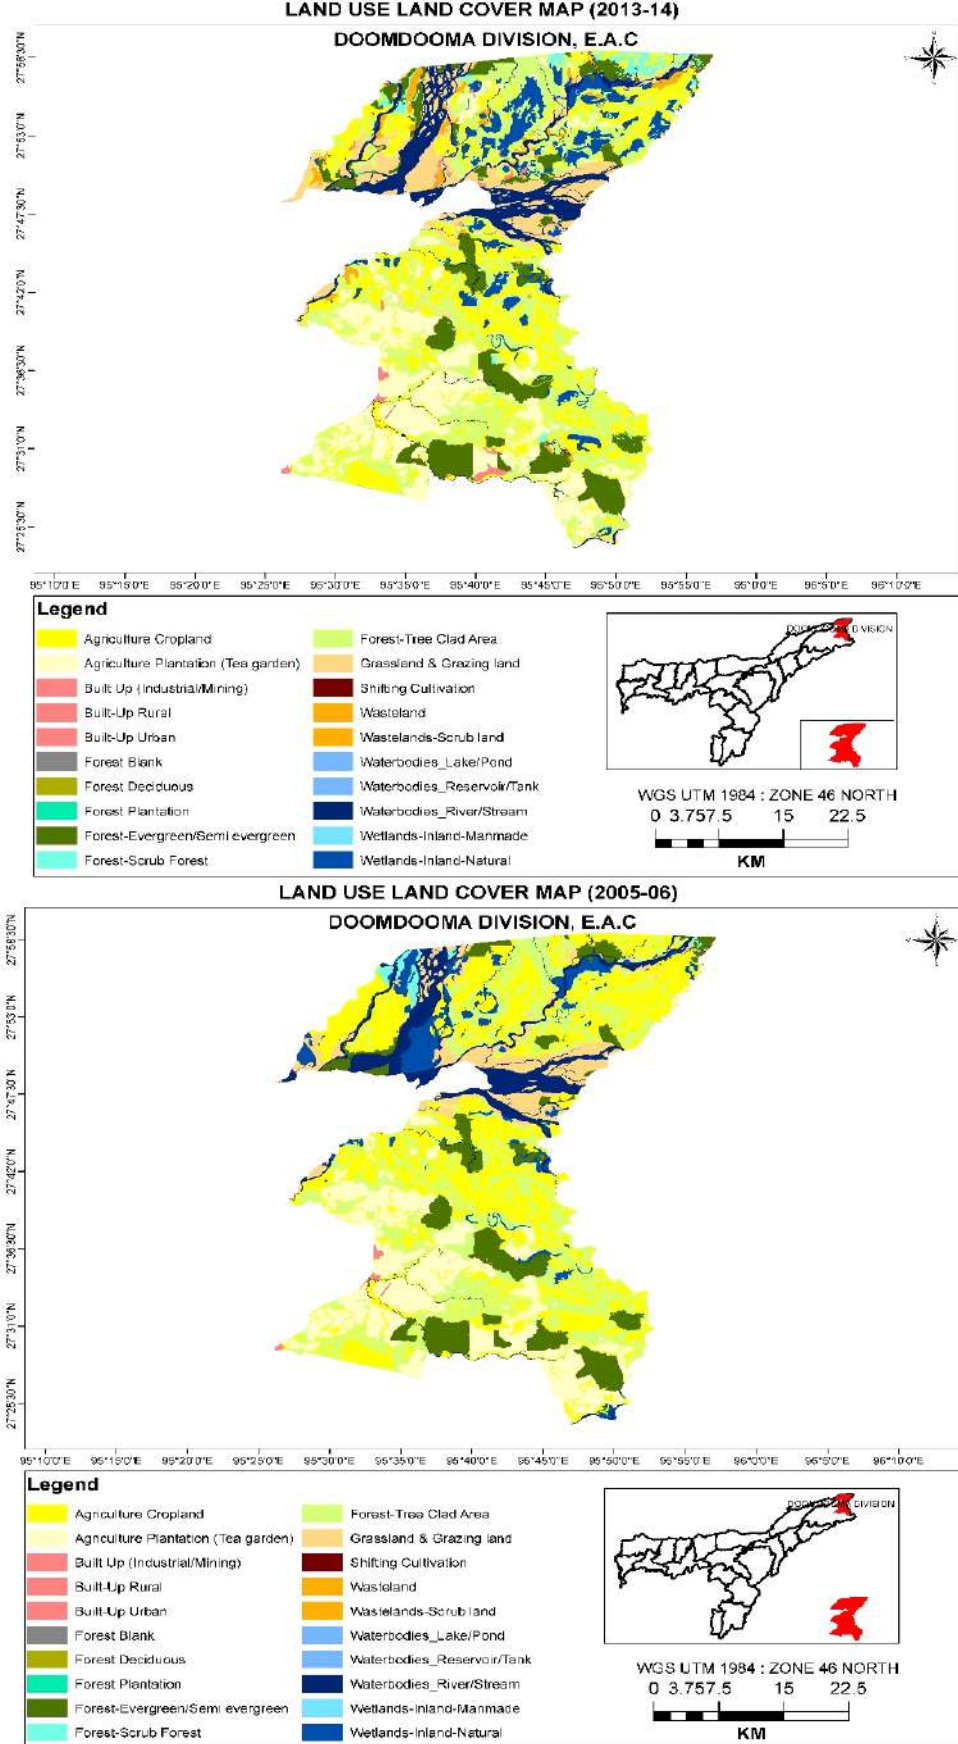 LAND USE LAND COVER MAP (2013-14)
DOOMDOOMA DIVISION, E.A.C
27°58'30"N
27°53'0"N
27°47'30"N
27°42'0"N
27°36'30"N
27°31'0"N
27°25'30"N
95°10'0"E 95°15'0"E 95°20'0"E 95°25'0"E 95°30'0"E 95°35'0"E 95°40'0"E 95°45'0"E 95°50'0"E 95°55'0"E 96°0'0"E 96°5'0"E 96°10'0"E
Legend
Agriculture Cropland
Agriculture Plantation (Tea garden)
Built Up (Industrial/Mining)
Built-Up Rural
Built-Up Urban
Forest Blank
Forest Deciduous
Forest Plantation
Forest-Evergreen/Semi evergreen
Forest-Scrub Forest
Forest-Tree Clad Area
Grassland & Grazing land
Shifting Cultivation
Wasteland
Wastelands-Scrub land
Waterbodies_Lake/Pond
Waterbodies_Reservoir/Tank
Waterbodies_River/Stream
Wetlands-Inland-Manmade
Wetlands-Inland-Natural
DIVISION
WGS UTM 1984 : ZONE 46 NORTH
0 3.757.5 15 22.5
KM
LAND USE LAND COVER MAP (2005-06)
DOOMDOOMA DIVISION, E.A.C
27°58'30"N
27°53'0"N
27°47'30"N
27°42'0"N
27°36'30"N
27°31'0"N
27°25'30"N
95°10'0"E 95°15'0"E 95°20'0"E 95°25'0"E 95°30'0"E 95°35'0"E 95°40'0"E 95°45'0"E 95°50'0"E 95°55'0"E 96°0'0"E 96°5'0"E 96°10'0"E
Legend
Agriculture Cropland
Agriculture Plantation (Tea garden)
Built Up (Industrial/Mining)
Built-Up Rural
Built-Up Urban
Forest Blank
Forest Deciduous
Forest Plantation
Forest-Evergreen/Semi evergreen
Forest-Scrub Forest
Forest-Tree Clad Area
Grassland & Grazing land
Shifting Cultivation
Wasteland
Wastelands-Scrub land
Waterbodies_Lake/Pond
Waterbodies_Reservoir/Tank
Waterbodies_River/Stream
Wetlands-Inland-Manmade
Wetlands-Inland-Natural
DIVISION
WGS UTM 1984 : ZONE 46 NORTH
0 3.757.5 15 22.5
KM